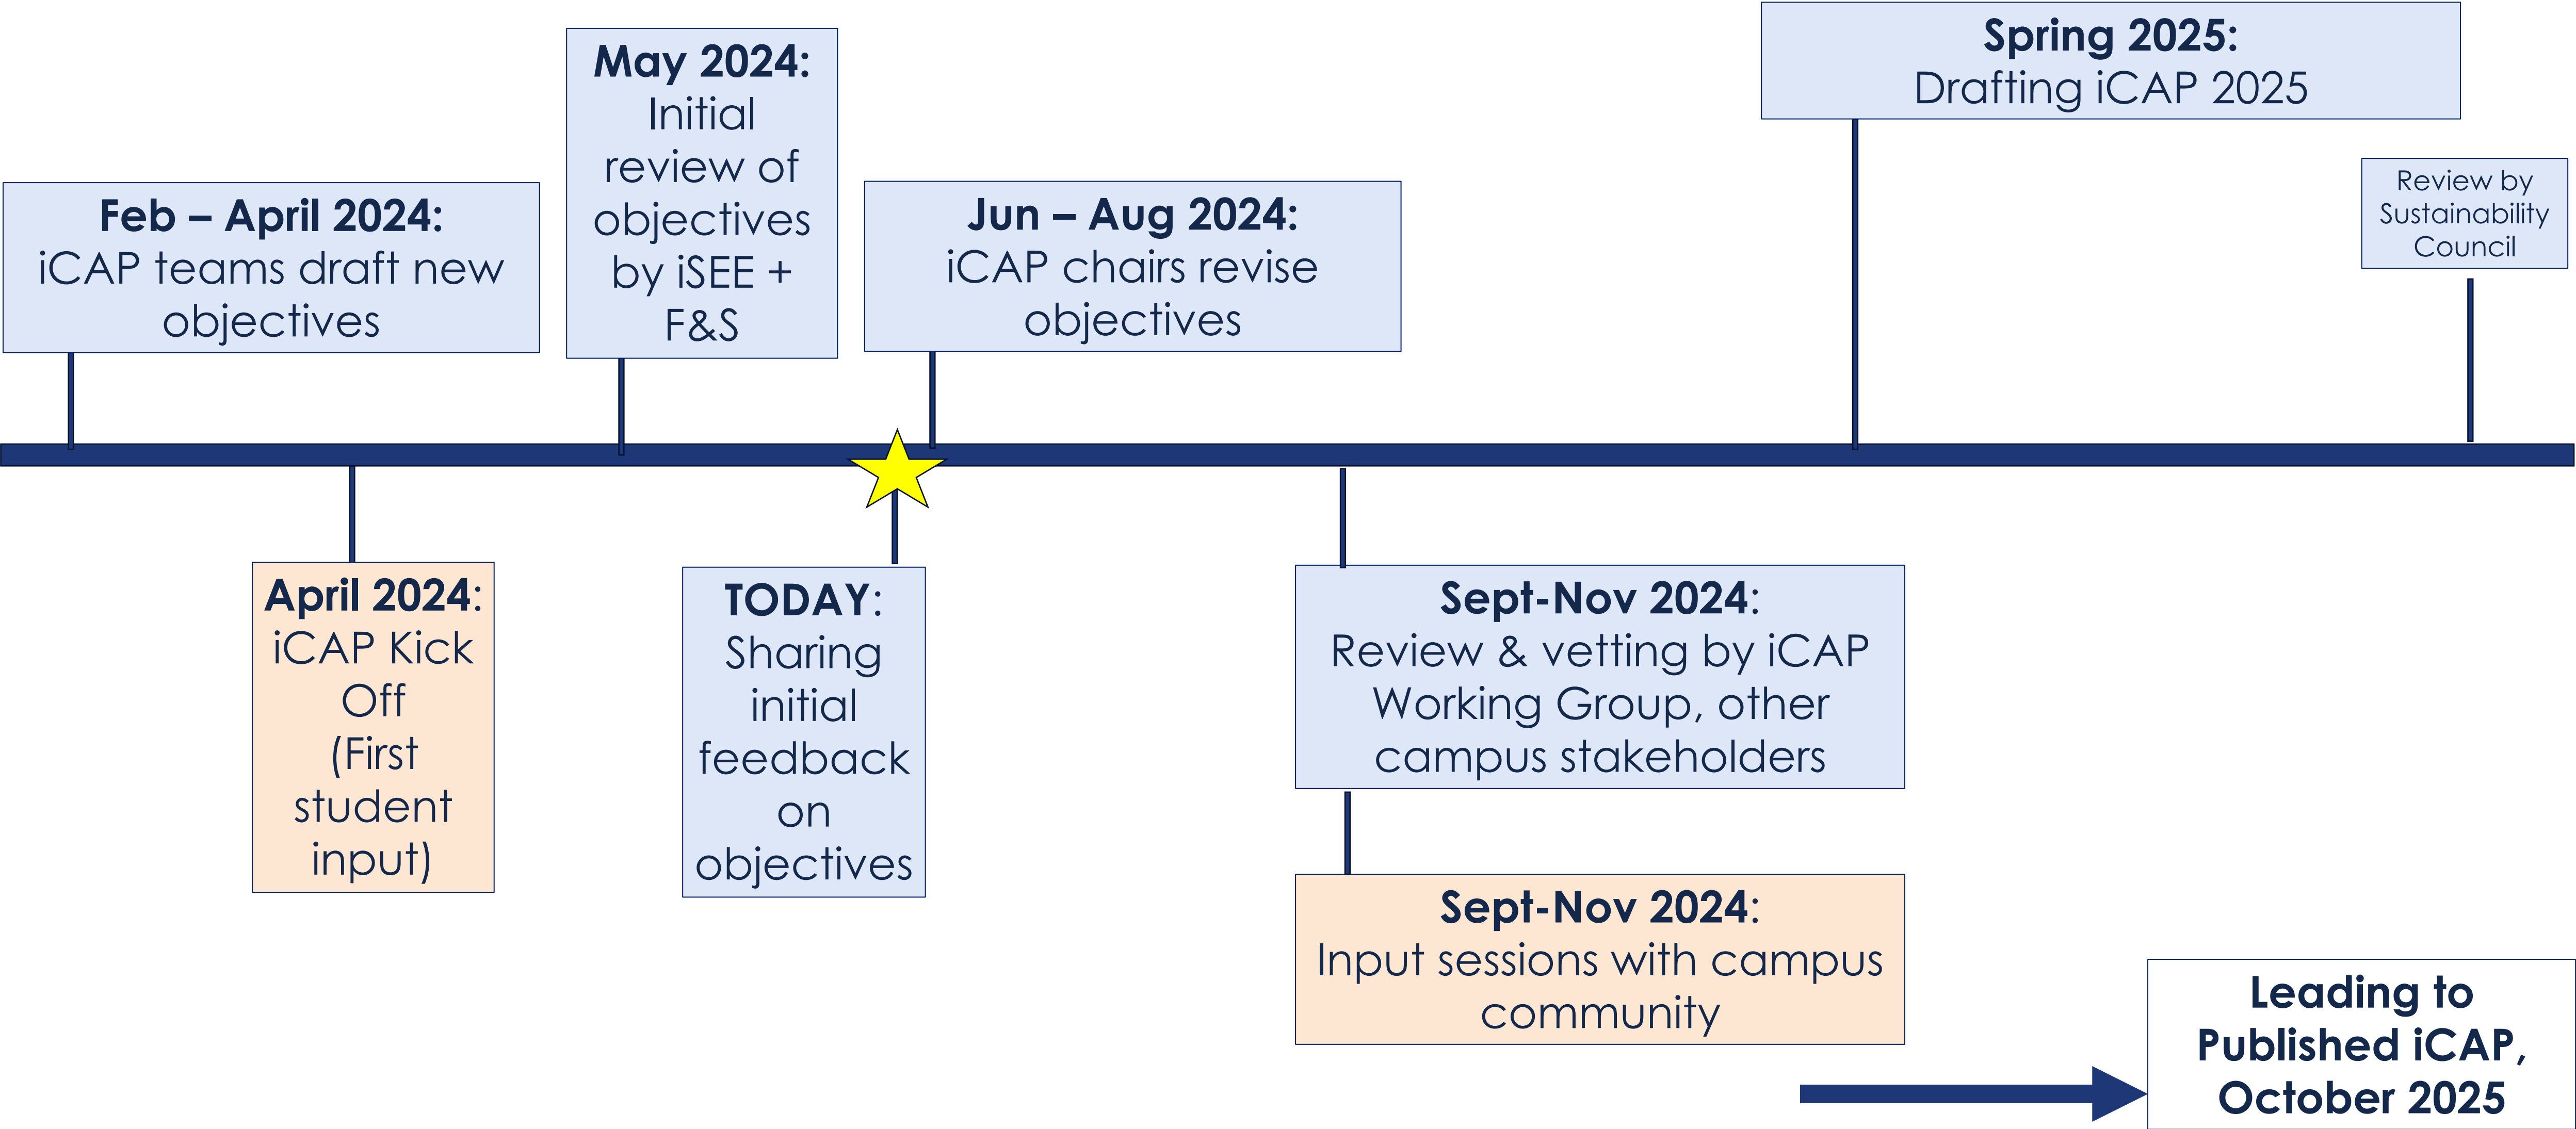 Spring 2025:
Drafting iCAP 2025
May 2024:
Initial
review of
objectives
by iSEE +
F&S
Review by
Sustainability
Council
Feb – April 2024:
iCAP teams draft new
objectives
Jun – Aug 2024:
iCAP chairs revise
objectives
April 2024:
iCAP Kick
Off
(First
student
input)
TODAY:
Sharing
initial
feedback
on
objectives
Sept-Nov 2024:
Review & vetting by iCAP
Working Group, other
campus stakeholders
Sept-Nov 2024:
Input sessions with campus
community
Leading to
Published iCAP,
October 2025